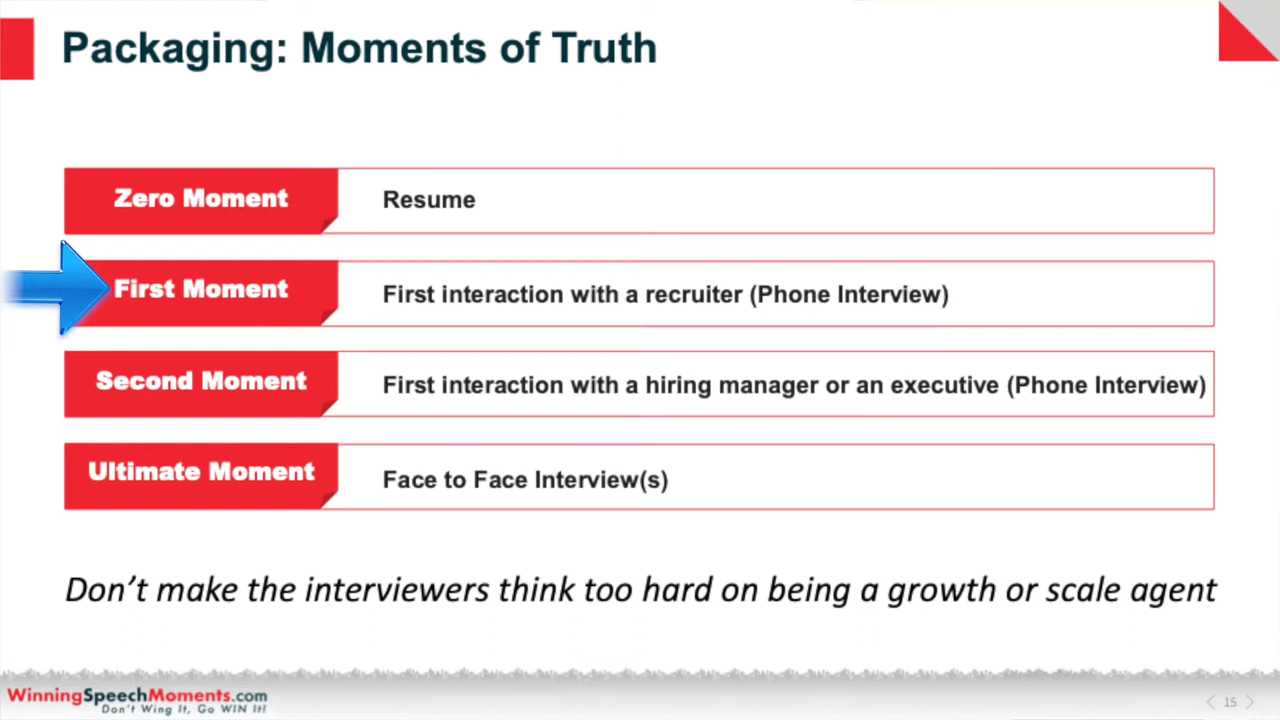 Packaging: Moments of Truth
Zero Moment
Resume
First Moment
First interaction with a recruiter (Phone Interview)
Second Moment
First interaction with a hiring manager or an executive (Phone Interview)
Ultimate Moment
Face to Face Interview(s)
Don’t make the interviewers think too hard on being a growth or scale agent
WinningSpeechMoments.com
Don't Wing It, Go WIN It!
15